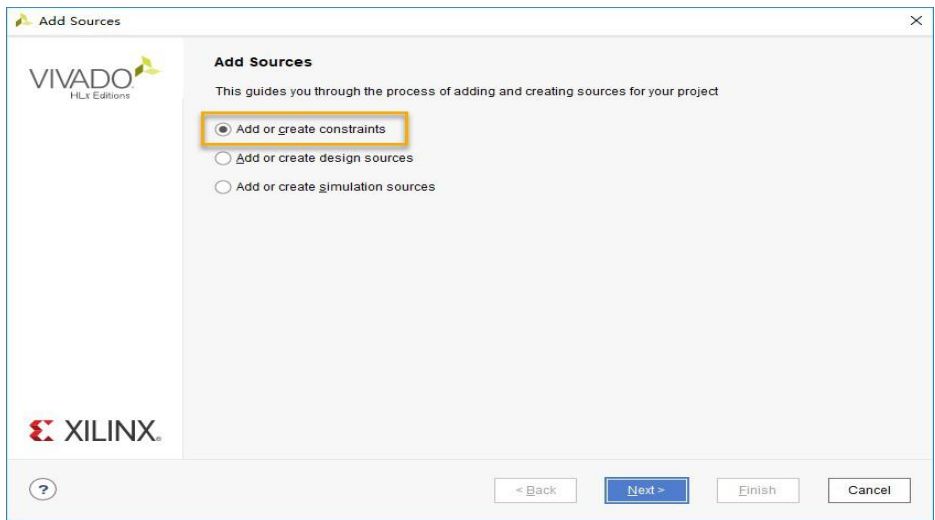 Add Sources
VIVADO
HLx Editions
Add Sources
This guides you through the process of adding and creating sources for your project
Add or create constraints
Add or create design sources
Add or create simulation sources
XILINX
?
< Back
Next >
Finish
Cancel